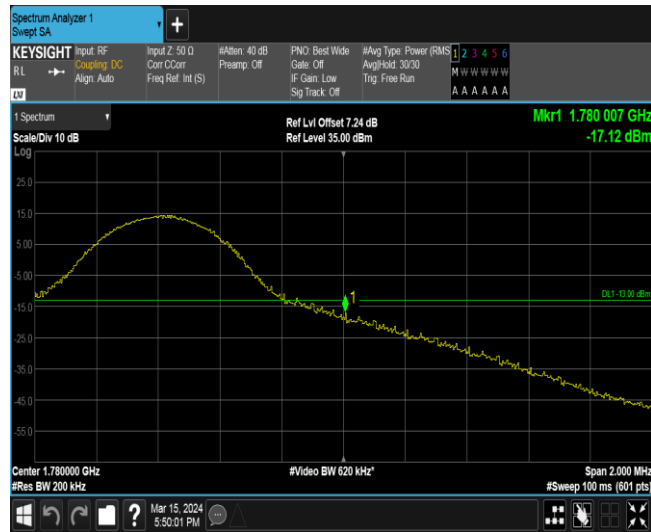 Spectrum Analyzer 1
Swept SA
+
KEYSIGHT
RL
LXI
Input: RF
Coupling: DC
Align: Auto
Input Z: 50 Ω
Corr CCorr
Freq Ref: Int (S)
#Atten: 40 dB
Preamp: Off
PNO: Best Wide
Gate: Off
IF Gain: Low
Sig Track: Off
#Avg Type: Power (RMS
Avg|Hold: 30/30
Trig: Free Run
1 2 3 4 5 6
M W W W W W
A A A A A A
1 Spectrum
Scale/Div 10 dB
Log
Ref Lvl Offset 7.24 dB
Ref Level 35.00 dBm
Mkr1 1.780 007 GHz
-17.12 dBm
25.0
15.0
5.00
-5.00
-15.0
-25.0
-35.0
-45.0
-55.0
1
DL1 -13.00 dBm
Center 1.780000 GHz
#Res BW 200 kHz
#Video BW 620 kHz*
Span 2.000 MHz
#Sweep 100 ms (601 pts)
?
Mar 15, 2024
5:50:01 PM